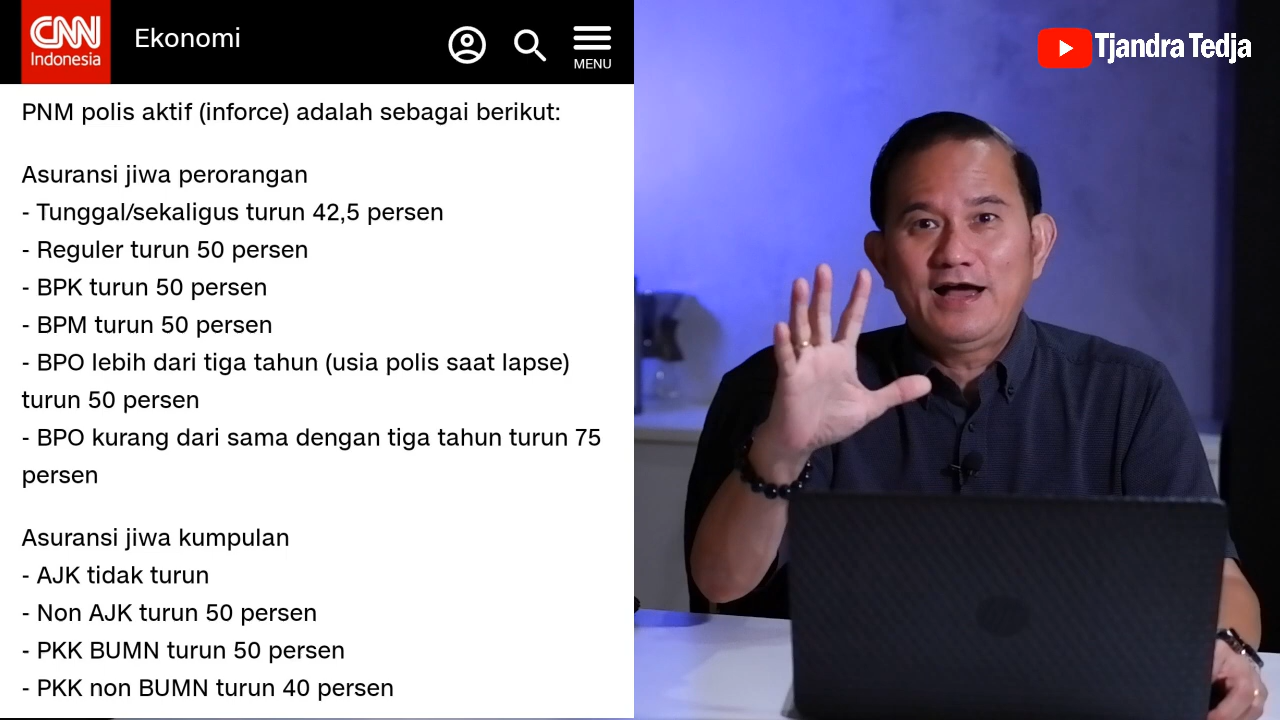 CNN
Indonesia
Ekonomi
MENU
PNM polis aktif (inforce) adalah sebagai berikut:
Asuransi jiwa perorangan
- Tunggal/sekaligus turun 42,5 persen
- Reguler turun 50 persen
- BPK turun 50 persen
- BPM turun 50 persen
- BPO lebih dari tiga tahun (usia polis saat lapse)
turun 50 persen
- BPO kurang dari sama dengan tiga tahun turun 75
persen
Asuransi jiwa kumpulan
- AJK tidak turun
- Non AJK turun 50 persen
- PKK BUMN turun 50 persen
- PKK non BUMN turun 40 persen
Tjandra Tedja